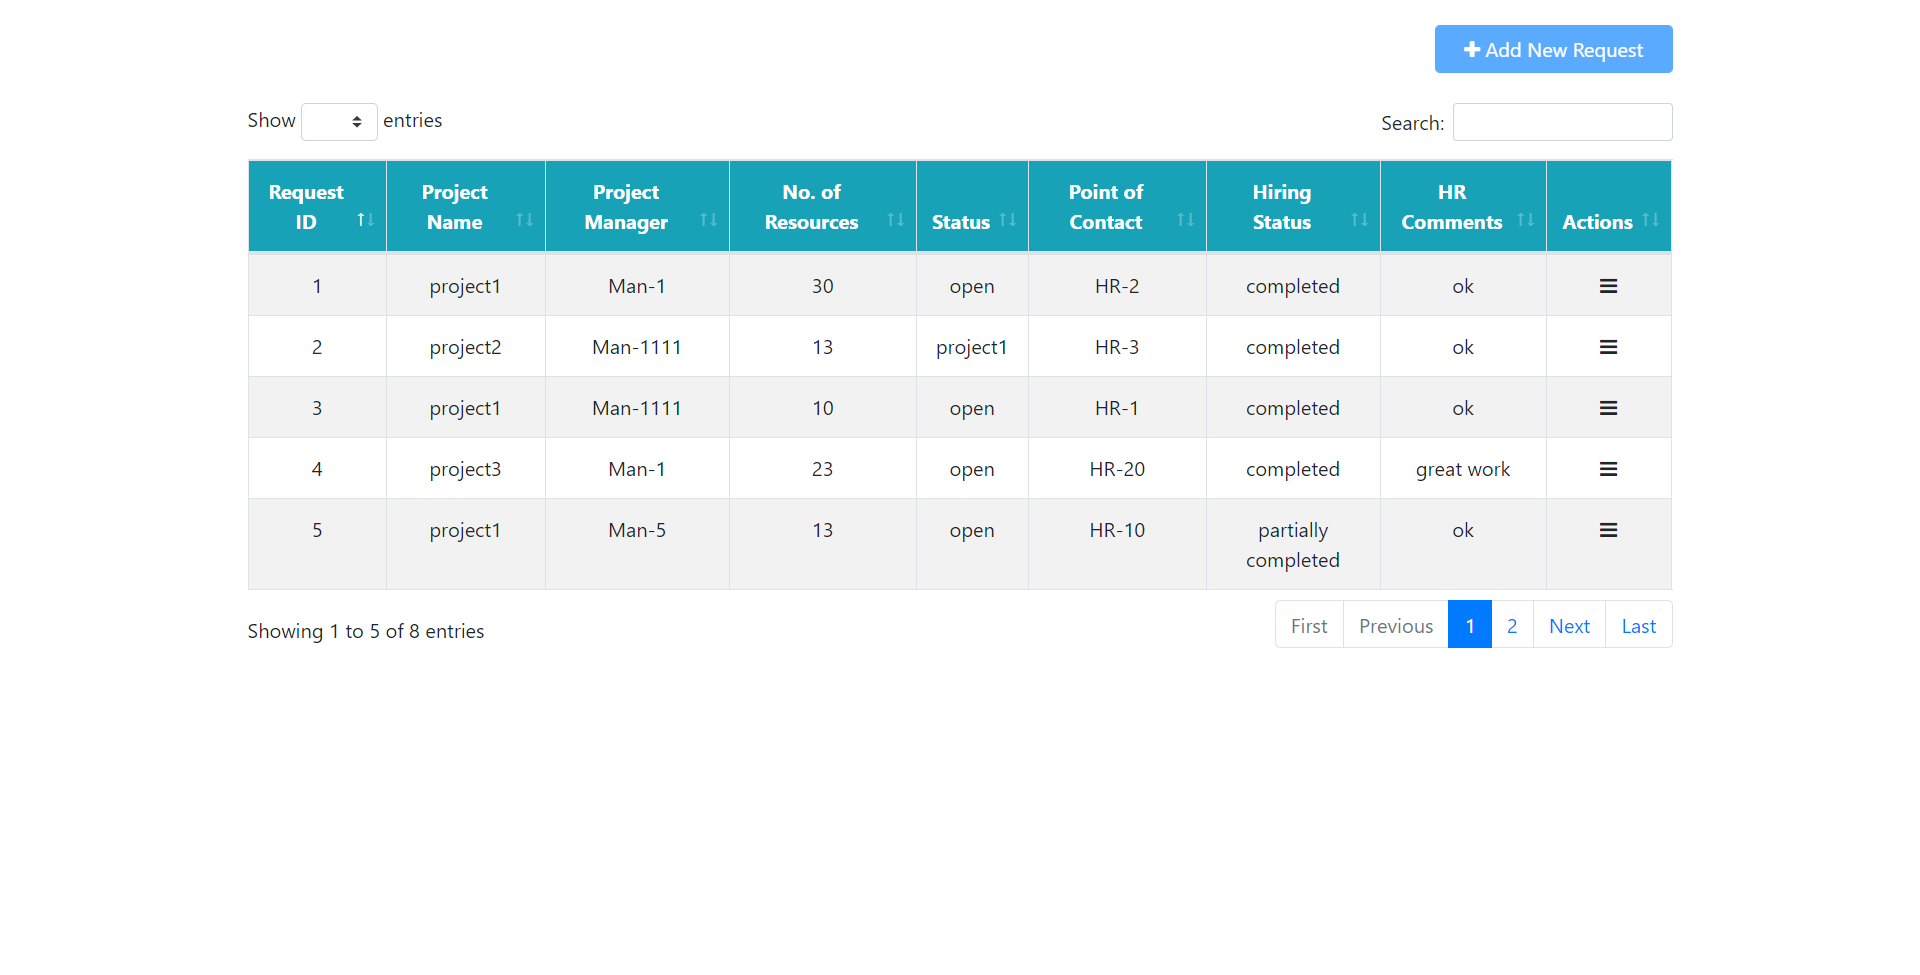 Add New Request
Show entries
Search:
Request ID Project Name Project Manager No. of Resources Status Point of Contact Hiring Status HR Comments Actions
1 project1 Man-1 30 open HR-2 completed ok
2 project2 Man-1111 13 project1 HR-3 completed ok
3 project1 Man-1111 10 open HR-1 completed ok
4 project3 Man-1 23 open HR-20 completed great work
5 project1 Man-5 13 open HR-10 partially completed ok
Showing 1 to 5 of 8 entries
First Previous 1 2 Next Last